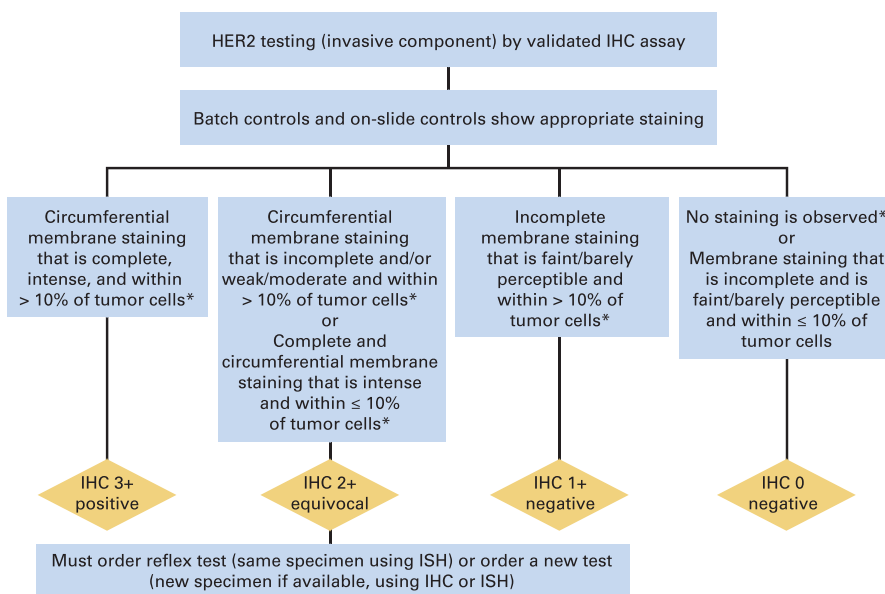 HER2 testing (invasive component) by validated IHC assay
Batch controls and on-slide controls show appropriate staining
Circumferential
membrane staining
that is complete,
intense, and within
> 10% of tumor cells*
Circumferential
membrane staining
that is incomplete and/or
weak/moderate and within
> 10% of tumor cells*
or
Complete and
circumferential membrane
staining that is intense
and within ≤ 10%
of tumor cells*
Incomplete
membrane staining
that is faint/barely
perceptible and
within > 10% of
tumor cells*
No staining is observed*
or
Membrane staining that
is incomplete and is
faint/barely perceptible
and within ≤ 10% of
tumor cells
IHC 3+
positive
IHC 2+
equivocal
IHC 1+
negative
IHC 0
negative
Must order reflex test (same specimen using ISH) or order a new test
(new specimen if available, using IHC or ISH)